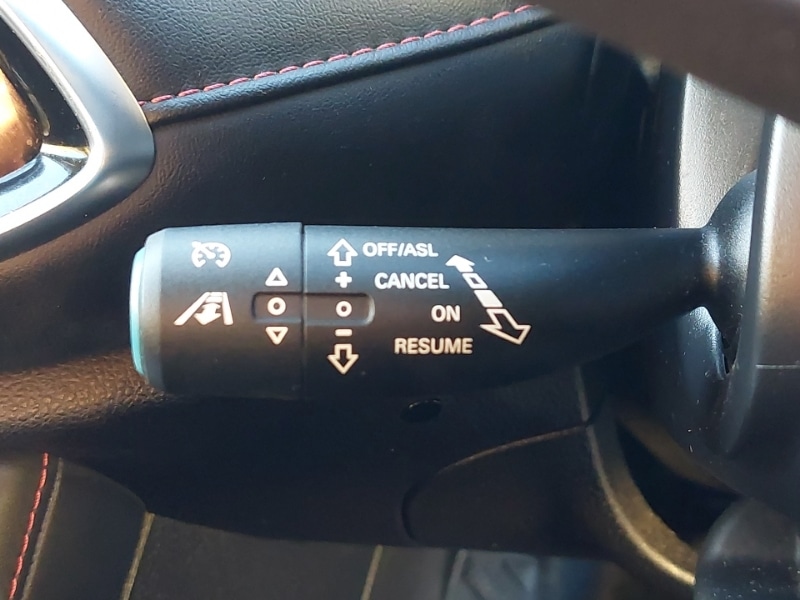 OFF/ASL
+ CANCEL
ON
– RESUME